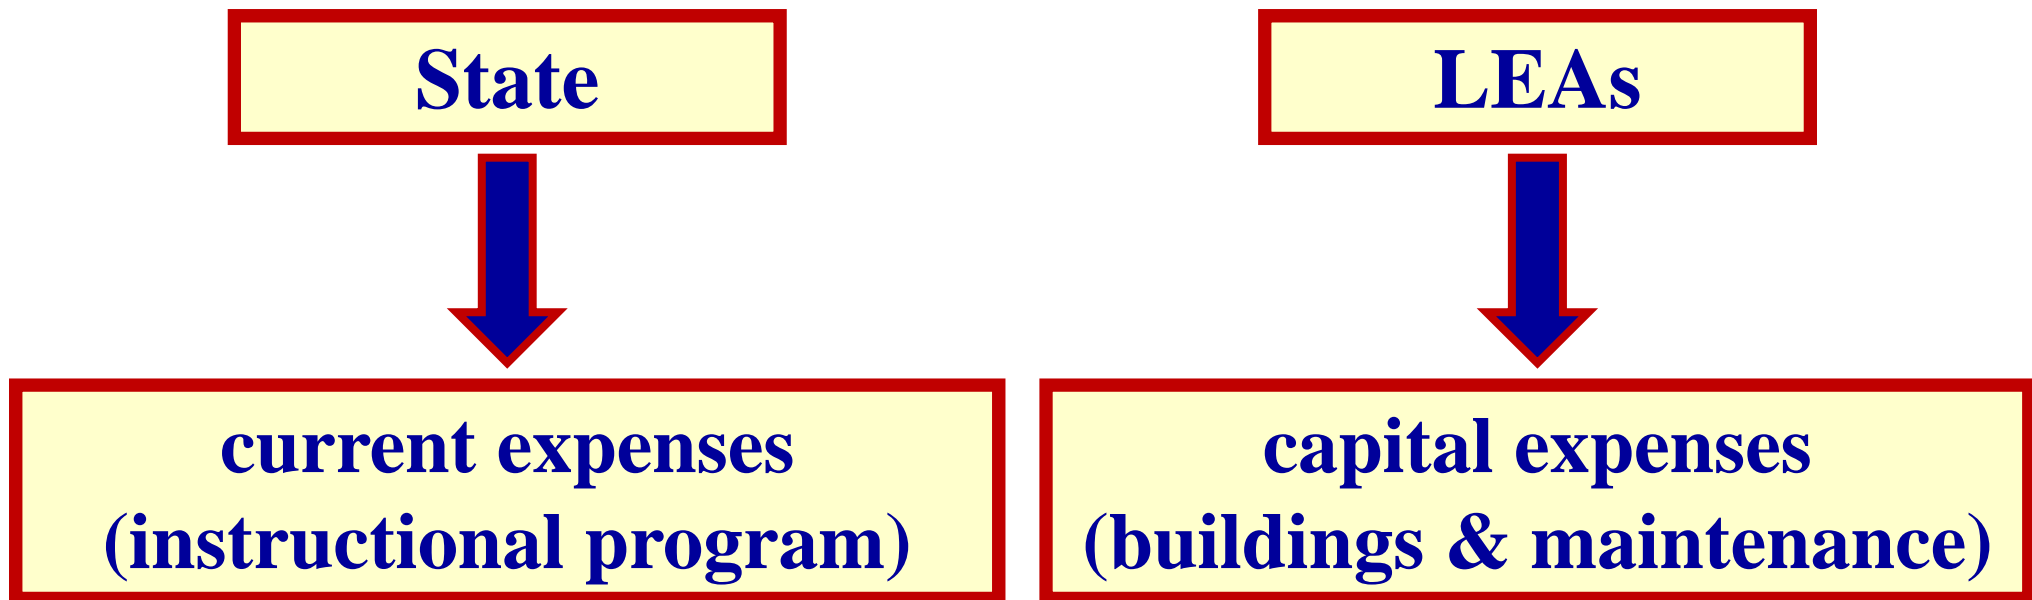 State
LEAs
current expenses
(instructional program)
capital expenses
(buildings & maintenance)